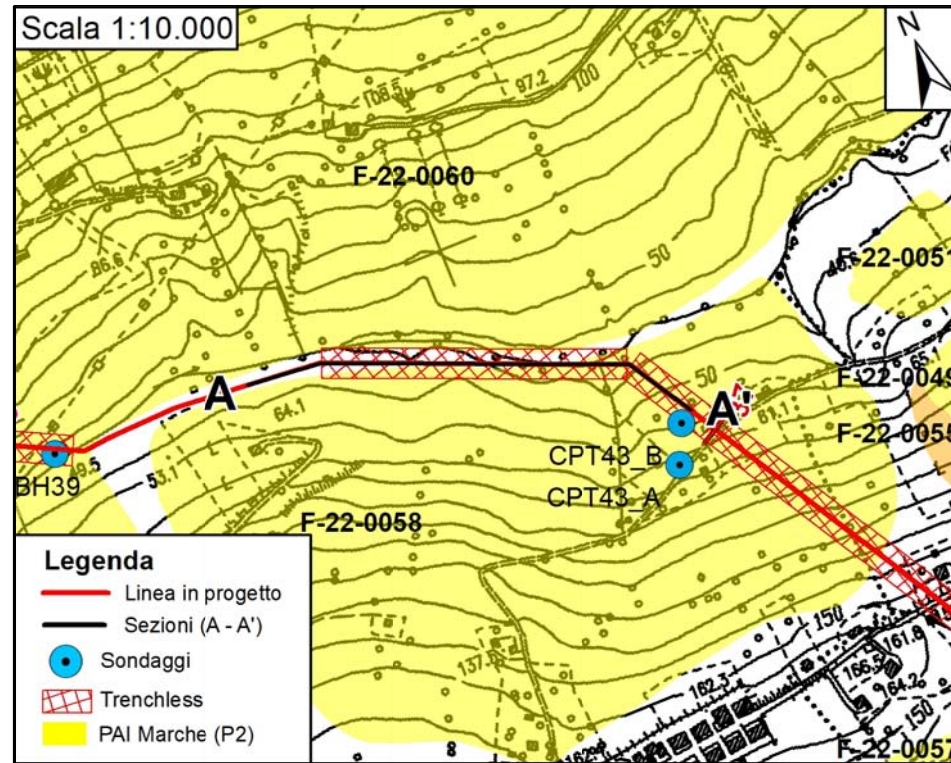 Scala 1:10.000
N
108.5
97.2
100
F-22-0060
86.6
50
F-22-0051
65.1
F-22-0049
50
A
64.1
A'
61.1
F-22-0055
CPT43_B
49.5
53.1
BH39
CPT43_A
F-22-0058
150
161.8
166.5
164.2
162.3
150
F-22-0057
Legenda
Linea in progetto
Sezioni (A - A')
Sondaggi
Trenchless
PAI Marche (P2)